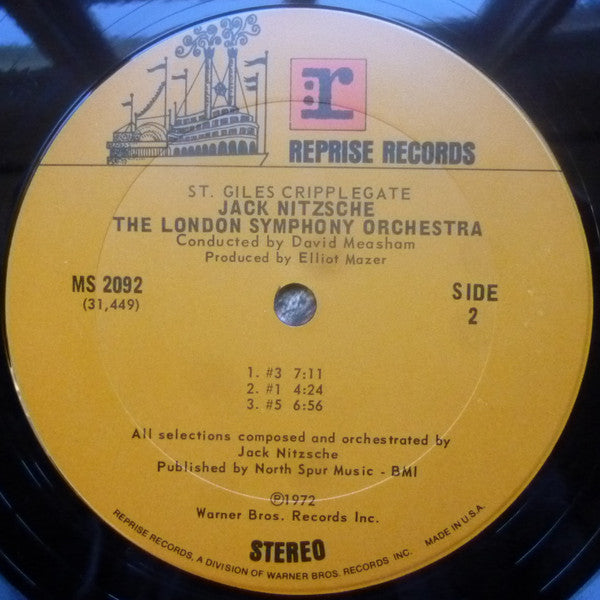 :r
REPRISE RECORDS
ST. GILES CRIPPLEGATE
JACK NITZSCHE
THE LONDON SYMPHONY ORCHESTRA
Conducted by David Measham
Produced by Elliot Mazer
MS 2092
(31,449)
SIDE
2
1. #3 7:11
2. #1 4:24
3. #5 6:56
All selections composed and orchestrated by
Jack Nitzsche
Published by North Spur Music - BMI
℗1972
Warner Bros. Records Inc.
STEREO
REPRISE RECORDS, A DIVISION OF WARNER BROS. RECORDS INC. MADE IN U.S.A.